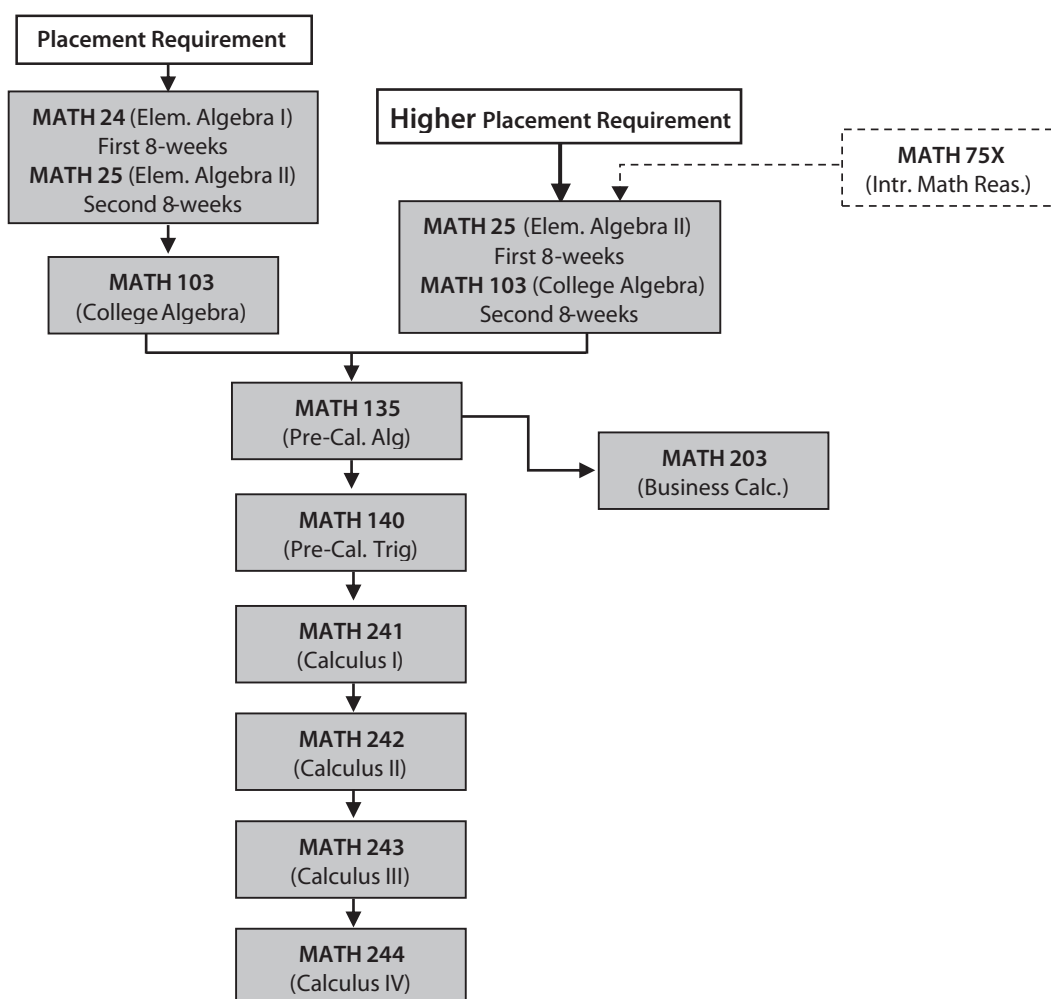 Placement Requirement
MATH 24 (Elem. Algebra I)
First 8-weeks
MATH 25 (Elem. Algebra II)
Second 8-weeks
MATH 103
(College Algebra)
Higher Placement Requirement
MATH 75X
(Intr. Math Reas.)
MATH 25 (Elem. Algebra II)
First 8-weeks
MATH 103 (College Algebra)
Second 8-weeks
MATH 135
(Pre-Cal. Alg)
MATH 203
(Business Calc.)
MATH 140
(Pre-Cal. Trig)
MATH 241
(Calculus I)
MATH 242
(Calculus II)
MATH 243
(Calculus III)
MATH 244
(Calculus IV)